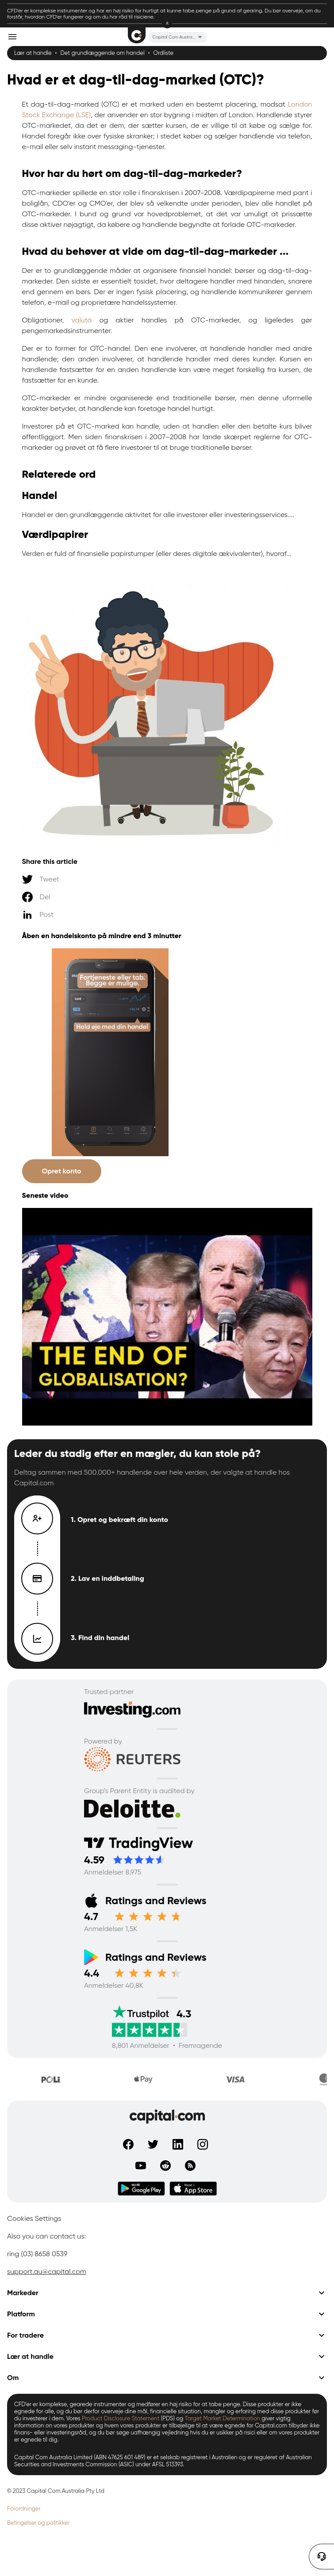 CFD'er er komplekse instrumenter og har en høj risiko for hurtigt at kunne tabe penge på grund af gearing. Du bør overveje, om du
forstår, hvordan CFD'er fungerer og om du har råd til risiciene.
Capital Com Austra...
Lær at handle • Det grundlæggende om handel • Ordliste
Hvad er et dag-til-dag-marked (OTC)?
Et dag-til-dag-marked (OTC) er et marked uden en bestemt placering, modsat London
Stock Exchange (LSE), der anvender en stor bygning i midten af London. Handlende styrer
OTC-markedet, da det er dem, der sætter kursen, de er villige til at købe og sælge for.
Handel foregår ikke over fysiske skranker, i stedet bruger handlende via telefon,
e-mail eller selv instant messaging-tjenester.
Hvor har du hørt om dag-til-dag-markeder?
OTC-markeder spillede en stor rolle i finnskrisen i 2007-2008. Værdipapirerne med pant i
boliglån, CDO'er og CMO'er, der blev så velkendte under perioden, blev alle handlet på
OTC-markeder. I bund og grund var hovedproblemet, at det var umuligt at prissætte
disse aktiver nøjagtigt, da købere og handlende begyndte at forlade OTC-markeder.
Hvad du behøver at vide om dag-til-dag-markeder ...
Der er to grundlæggende måder at organisere finansiel handel: børser og dag-til-dag-
markeder. Den sidste er essentielt tosidet, hvor deltagere handler med hinanden, snarere
end gennem en børs. Der er ingen fysisk placering, og handlende kommunikerer gennem
telefon, e-mail og proprietære handelssystemer.
Obligationer, valuta og aktier handles på OTC-markeder, og ligeledes gør
pengemarkedsinstrumenter.
Der er to former for OTC-handel. Den ene involverer, at handlende handler med andre
handlende; den anden involverer, at handlende handler med deres kunder. Kursen en
handlende fastsætter for en anden handlende kan være meget forskellig fra kursen, de
fastsætter for en kunde.
OTC-markeder er mindre organiserede end traditionelle børser, men denne uformelle
karakter betyder, at handlende kan foretage handel hurtigt.
Investorer på et OTC-marked kan handle, uden at handlen eller den betalte kurs bliver
offentliggjort. Men siden finanskrisen i 2007–2008 har lande skærpet reglerne for OTC-
markeder og prøvet at få flere investorer til at bruge traditionelle børser.
Relaterede ord
Handel
Handel er den grundlæggende aktivitet for alle investorer eller investeringsservices....
Værdipapirer
Verden er fuld af finansielle papirstumper (eller deres digitale ækvivalenter), hvoraf...
Share this article
Tweet
Del
Post
Åben en handelskonto på mindre end 3 minutter
Fortjeneste eller tab.
Begge er mulige.
Hold øje med din handel
Opret konto
Seneste video
THE END OF
GLOBALISATION?
Leder du stadig efter en mægler, du kan stole på?
Deltag sammen med 500.000+ handlende over hele verden, der valgte at handle hos
Capital.com
1. Opret og bekræft din konto
2. Lav en inddbetaling
3. Find din handel
Trusted partner
Investing.com
Powered by
REUTERS
Group's Parent Entity is audited by
Deloitte.
TradingView
4.59
Anmeldelser 8,975
Ratings and Reviews
4.7
Anmeldelser 1,5K
Ratings and Reviews
4.4
Anmeldelser 40,8K
Trustpilot 4.3
8,801 Anmeldelser • Fremragende
POLi
Pay
VISA
capital.com
Google Play
App Store
Cookies Settings
Also you can contact us:
ring (03) 8658 0539
support.au@capital.com
Markeder
Platform
For tradere
Lær at handle
Om
CFD'er er komplekse, gearede instrumenter og medfører en høj risiko for at tabe penge. Disse produkter er ikke
egnede for alle, og du bør derfor overveje dine mål, finansielle situation, mangler og erfaring med disse produkter før
du investerer i dem. Vores Product Disclosure Statement (PDS) og Target Market Determination giver vigtig
information on vores produkter og hvem vores produkter er tilbøjelige til at være egnede for Capital.com tilbyder ikke
finans- eller investeringsråd, og du bør søge uafhængig vejledning hvis du er usikker på risici eller om vores produkter
er egnede til dig.
Capital Com Australia Limited (ABN 47625 601 489) er et selskab registreret i Australien og er reguleret af Australian
Securities and Investments Commission (ASIC) under AFSL 513393.
© 2023 Capital Com Australia Pty Ltd
Forordninger
Betingelser og politikker